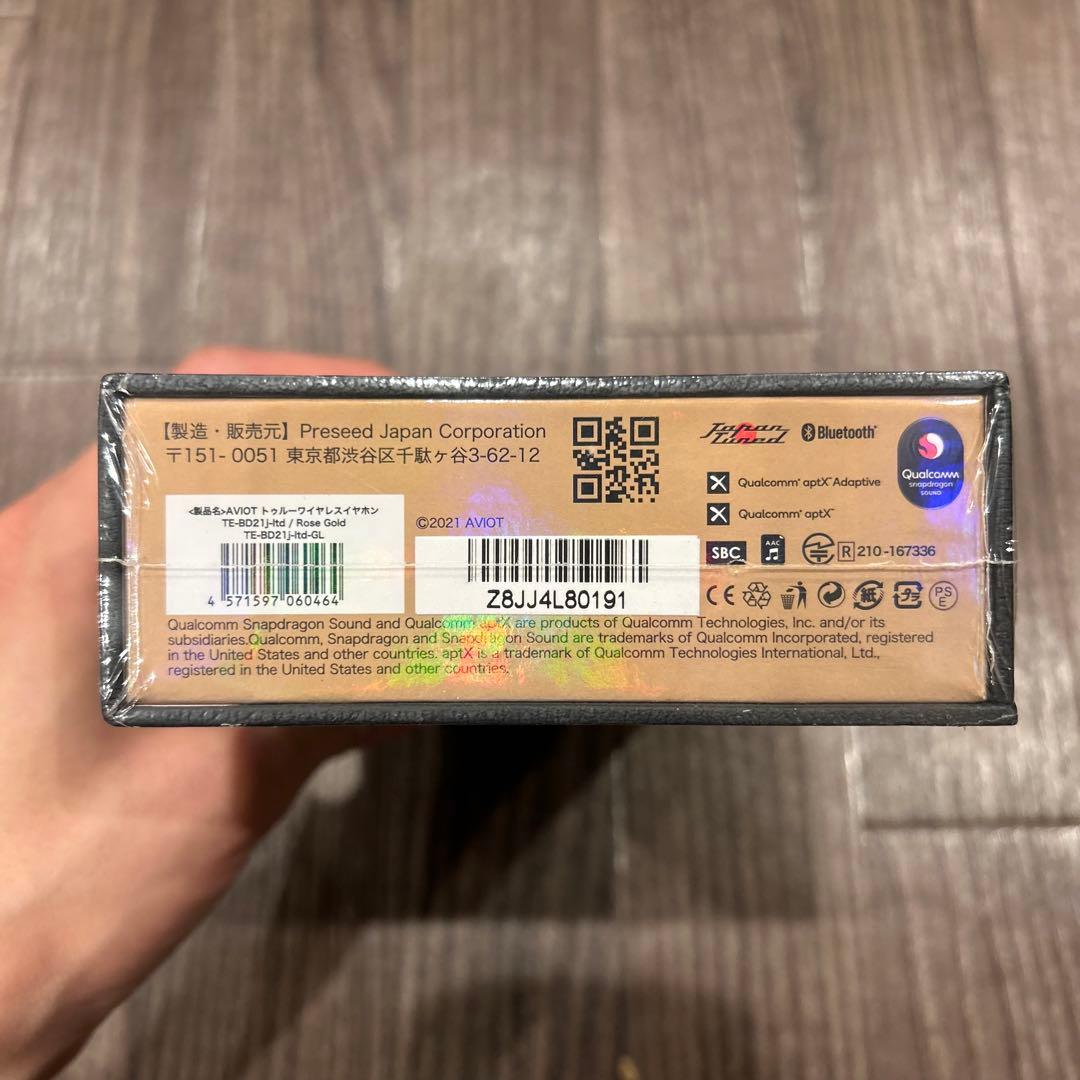 【製造・販売元】Preseed Japan Corporation
〒151-0051 東京都渋谷区千駄ヶ谷3-62-12
<製品名>AVIOT トゥルーワイヤレスイヤホン
TE-BD21j-ltd / Rose Gold
TE-BD21j-ltd-GL
4 571597 060464
©2021 AVIOT
Z8JJ4L80191
Japan Tuned
Bluetooth®
Qualcomm® aptX™ Adaptive
Qualcomm® aptX™
Qualcomm
snapdragon
SOUND
SBC
AAC
R 210-167336
CE
PS
E
Qualcomm Snapdragon Sound and Qualcomm aptX are products of Qualcomm Technologies, Inc. and/or its
subsidiaries.Qualcomm, Snapdragon and Snapdragon Sound are trademarks of Qualcomm Incorporated, registered
in the United States and other countries. aptX is a trademark of Qualcomm Technologies International, Ltd.,
registered in the United States and other countries.